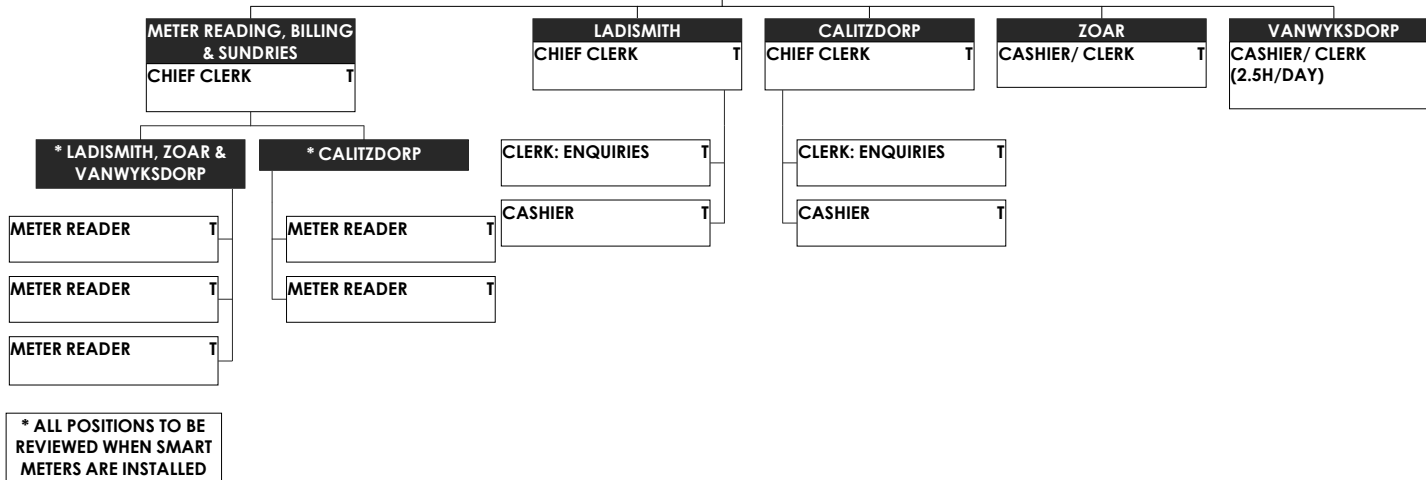 METER READING, BILLING
& SUNDRIES
CHIEF CLERK T
LADISMITH
CHIEF CLERK T
CALITZDORP
CHIEF CLERK T
ZOAR
CASHIER/ CLERK T
VANWYKSDORP
CASHIER/ CLERK
(2.5H/DAY)
* LADISMITH, ZOAR &
VANWYKSDORP
* CALITZDORP
CLERK: ENQUIRIES T
CLERK: ENQUIRIES T
CASHIER T
CASHIER T
METER READER T
METER READER T
METER READER T
METER READER T
METER READER T
* ALL POSITIONS TO BE
REVIEWED WHEN SMART
METERS ARE INSTALLED